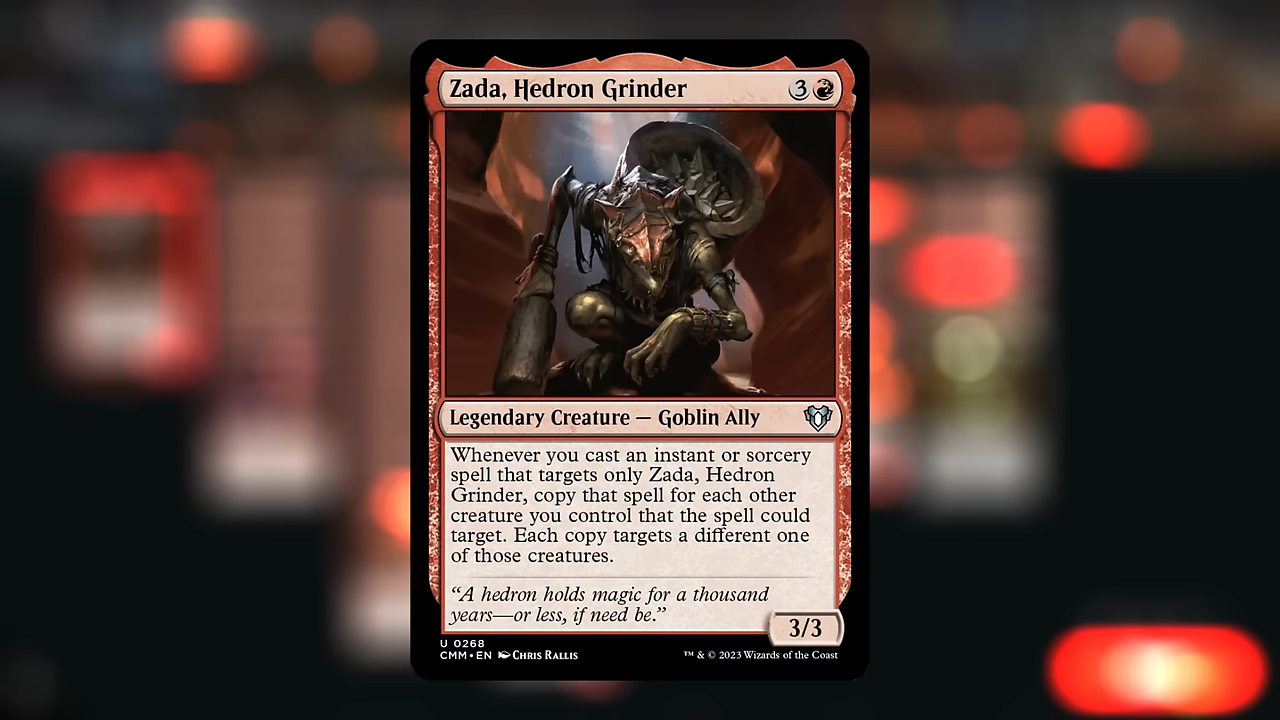 Zada, Hedron Grinder 3
Legendary Creature — Goblin Ally
Whenever you cast an instant or sorcery
spell that targets only Zada, Hedron
Grinder, copy that spell for each other
creature you control that the spell could
target. Each copy targets a different one
of those creatures.
“A hedron holds magic for a thousand
years—or less, if need be.”
3/3
U 0268
CMM • EN Chris Rallis ™ & © 2023 Wizards of the Coast